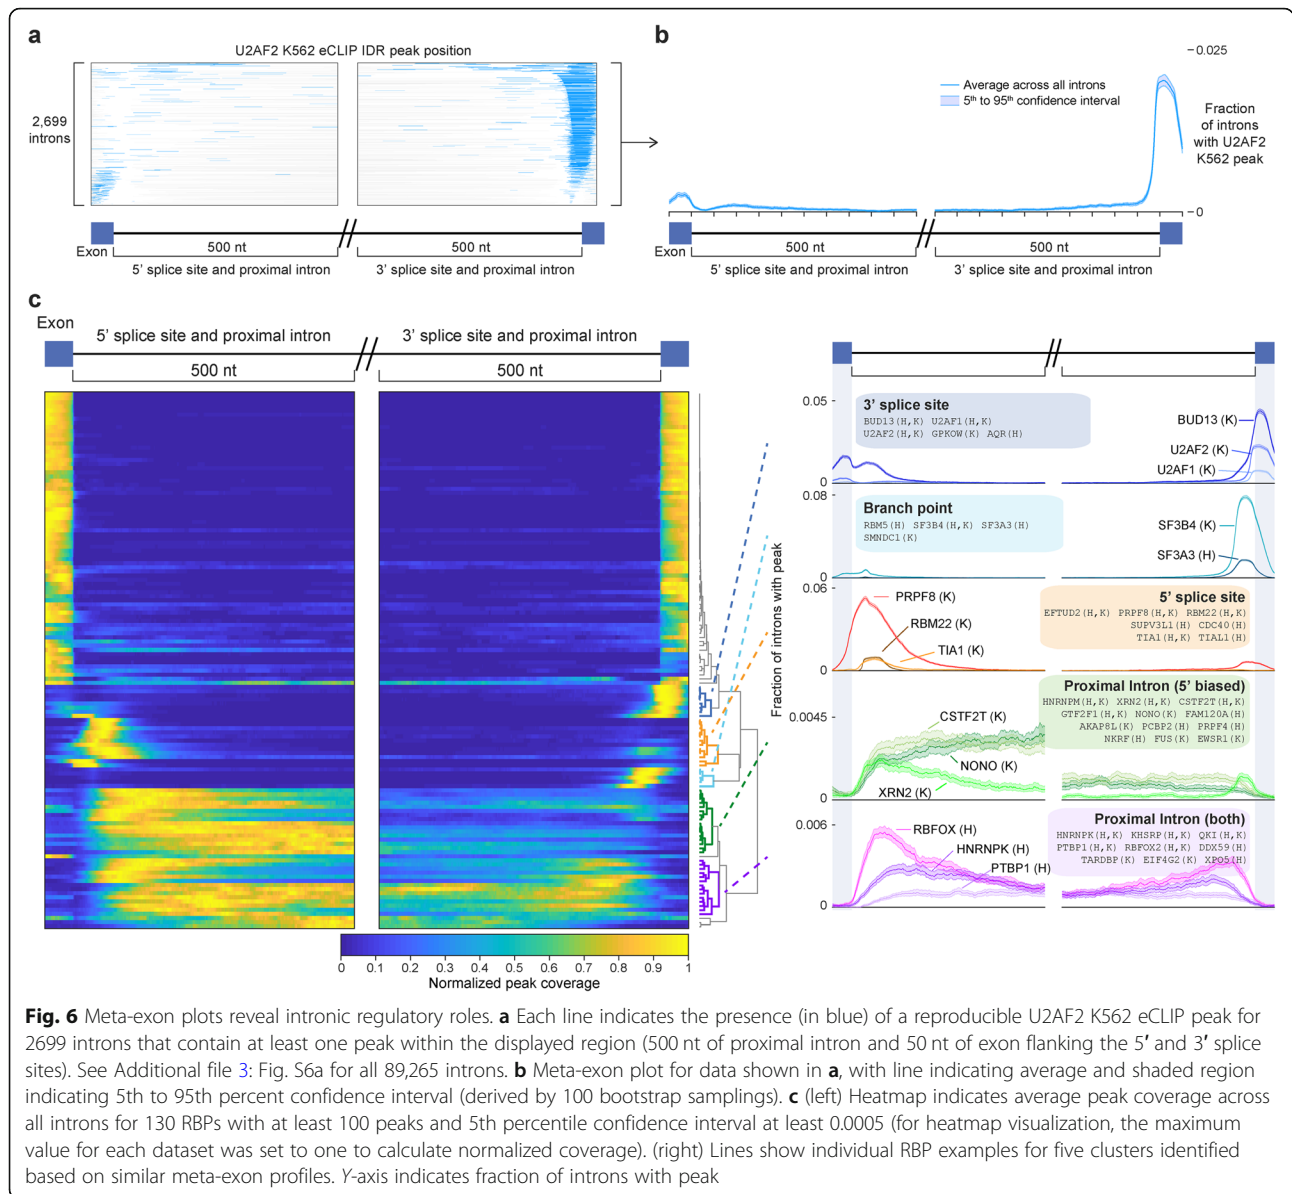 a
U2AF2 K562 eCLIP IDR peak position
2,699
introns
Exon
500 nt
500 nt
5’ splice site and proximal intron
3’ splice site and proximal intron
b
0.025
Average across all introns
5th to 95th confidence interval
Fraction
of introns
with U2AF2
K562 peak
0
Exon
500 nt
500 nt
5’ splice site and proximal intron
3’ splice site and proximal intron
c
Exon
5’ splice site and proximal intron
3’ splice site and proximal intron
500 nt
500 nt
0 0.1 0.2 0.3 0.4 0.5 0.6 0.7 0.8 0.9 1
Normalized peak coverage
Fraction of introns with peak
0.05
0
3’ splice site
BUD13(H,K) U2AF1(H,K)
U2AF2(H,K) GPKOW(K) AQR(H)
BUD13 (K)
U2AF2 (K)
U2AF1 (K)
0.08
0
Branch point
RBM5(H) SF3B4(H,K) SF3A3(H)
SMNDC1(K)
SF3B4 (K)
SF3A3 (H)
0.06
0
PRPF8 (K)
RBM22 (K)
TIA1 (K)
5’ splice site
EFTUD2(H,K) PRPF8(H,K) RBM22(H,K)
SUPV3L1(H) CDC40(H)
TIA1(H,K) TIAL1(H)
0.0045
0
CSTF2T (K)
NONO (K)
XRN2 (K)
Proximal Intron (5’ biased)
HNRNPM(H,K) XRN2(H,K) CSTF2T(H,K)
GTF2F1(H,K) NONO(K) FAM120A(H)
AKAP8L(K) PCBP2(H) PRPF4(H)
NKRF(H) FUS(K) EWSR1(K)
0.006
0
RBFOX (H)
HNRNPK (H)
PTBP1 (H)
Proximal Intron (both)
HNRNPK(H,K) KHSRP(H,K) QKI(H,K)
PTBP1(H,K) RBFOX2(H,K) DDX59(H)
TARDBP(K) EIF4G2(K) XPO5(H)
Fig. 6 Meta-exon plots reveal intronic regulatory roles. a Each line indicates the presence (in blue) of a reproducible U2AF2 K562 eCLIP peak for
2699 introns that contain at least one peak within the displayed region (500 nt of proximal intron and 50 nt of exon flanking the 5′ and 3′ splice
sites). See Additional file 3: Fig. S6a for all 89,265 introns. b Meta-exon plot for data shown in a, with line indicating average and shaded region
indicating 5th to 95th percent confidence interval (derived by 100 bootstrap samplings). c (left) Heatmap indicates average peak coverage across
all introns for 130 RBPs with at least 100 peaks and 5th percentile confidence interval at least 0.0005 (for heatmap visualization, the maximum
value for each dataset was set to one to calculate normalized coverage). (right) Lines show individual RBP examples for five clusters identified
based on similar meta-exon profiles. Y-axis indicates fraction of introns with peak